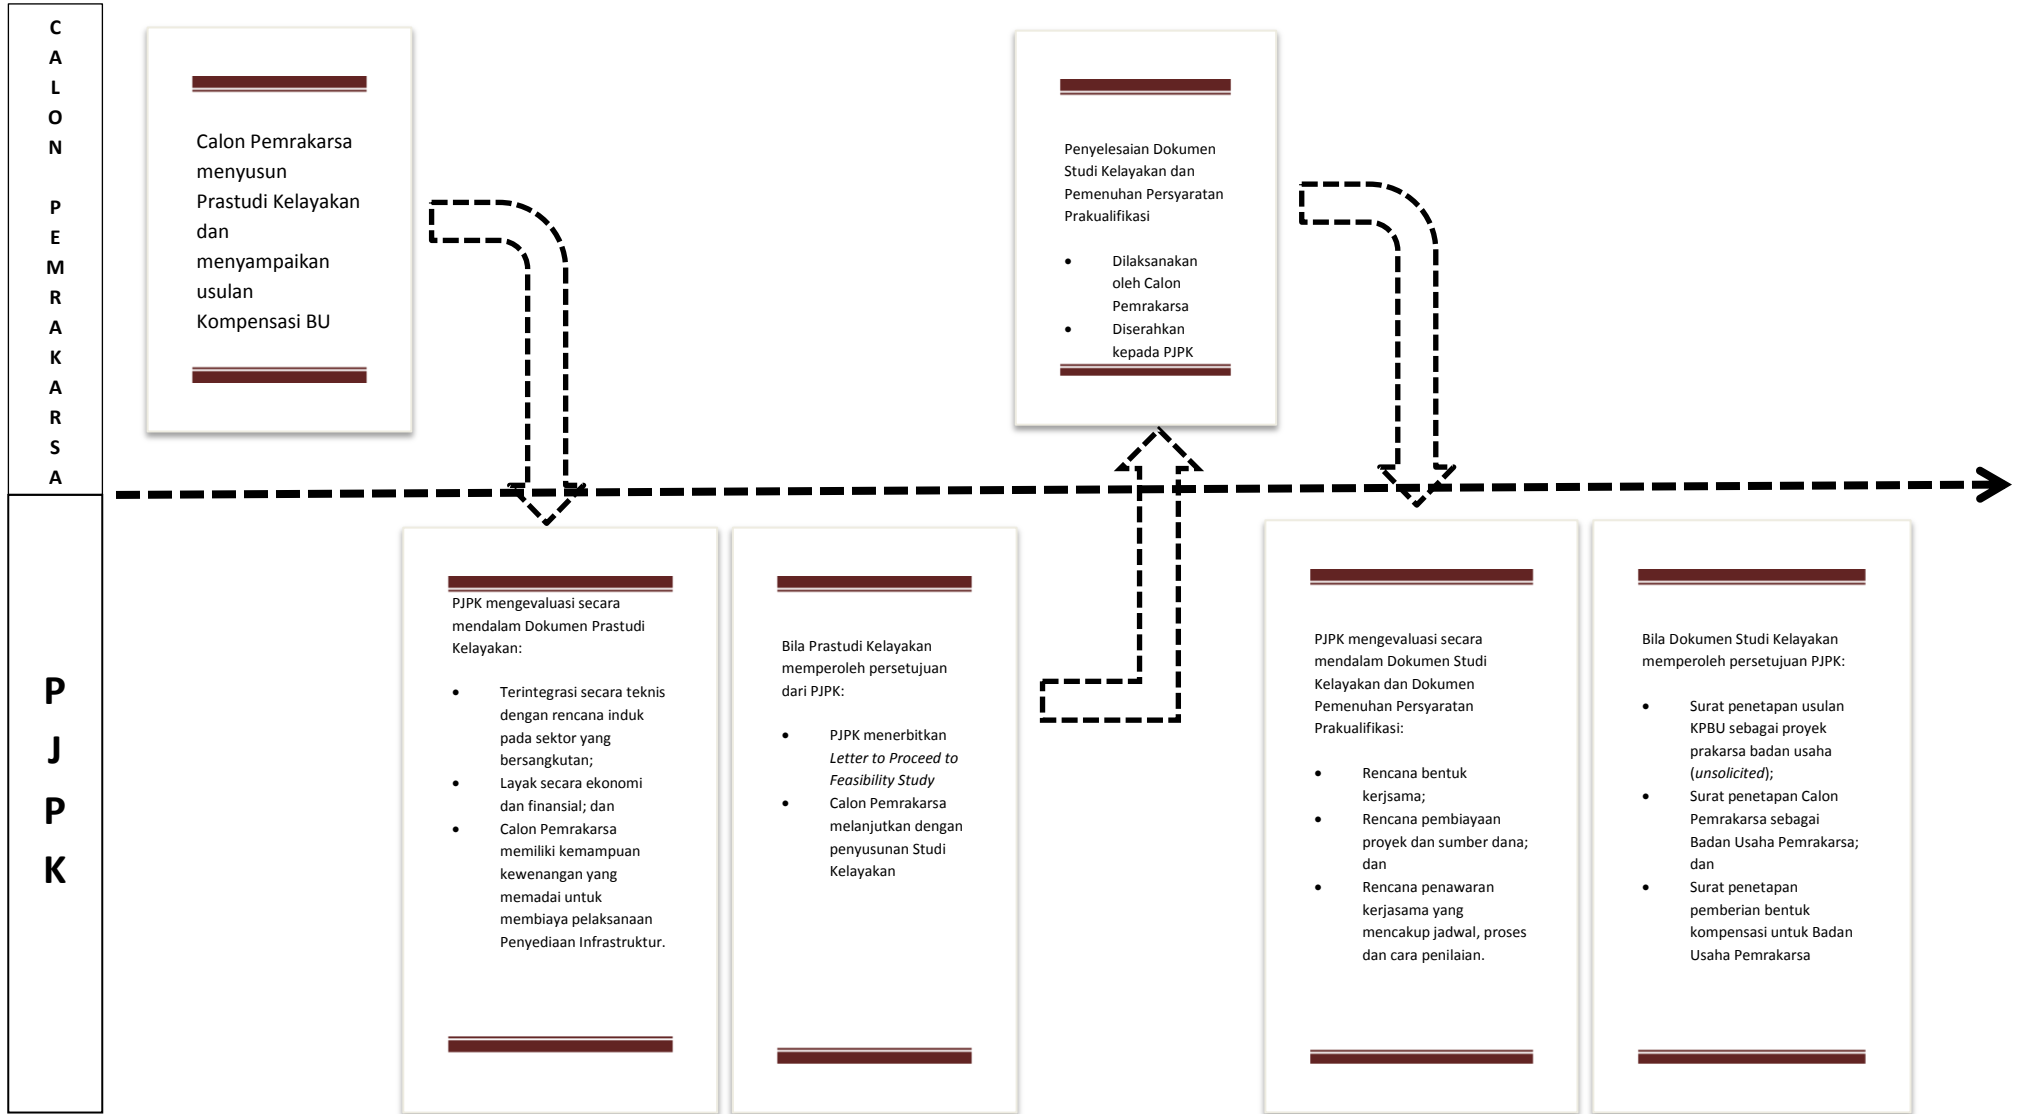 CALON PEMRAKARSA
Calon Pemrakarsa
menyusun
Prastudi Kelayakan
dan
menyampaikan
usulan
Kompensasi BU
Penyelesaian Dokumen
Studi Kelayakan dan
Pemenuhan Persyaratan
Prakualifikasi
• Dilaksanakan
oleh Calon
Pemrakarsa
• Diserahkan
kepada PJPK
PJPK
PJPK mengevaluasi secara
mendalam Dokumen Prastudi
Kelayakan:
• Terintegrasi secara teknis
dengan rencana induk
pada sektor yang
bersangkutan;
• Layak secara ekonomi
dan finansial; dan
• Calon Pemrakarsa
memiliki kemampuan
kewenangan yang
memadai untuk
membiaya pelaksanaan
Penyediaan Infrastruktur.
Bila Prastudi Kelayakan
memperoleh persetujuan
dari PJPK:
• PJPK menerbitkan
Letter to Proceed to
Feasibility Study
• Calon Pemrakarsa
melanjutkan dengan
penyusunan Studi
Kelayakan
PJPK mengevaluasi secara
mendalam Dokumen Studi
Kelayakan dan Dokumen
Pemenuhan Persyaratan
Prakualifikasi:
• Rencana bentuk
kerjsama;
• Rencana pembiayaan
proyek dan sumber dana;
dan
• Rencana penawaran
kerjasama yang
mencakup jadwal, proses
dan cara penilaian.
Bila Dokumen Studi Kelayakan
memperoleh persetujuan PJPK:
• Surat penetapan usulan
KPBU sebagai proyek
prakarsa badan usaha
(unsolicited);
• Surat penetapan Calon
Pemrakarsa sebagai
Badan Usaha Pemrakarsa;
dan
• Surat penetapan
pemberian bentuk
kompensasi untuk Badan
Usaha Pemrakarsa